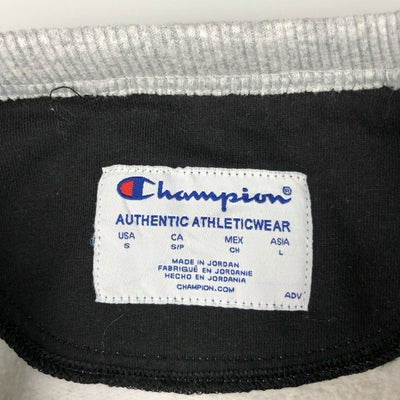 Champion®
AUTHENTIC ATHLETICWEAR
USA CA MEX ASIA
S S/P CH L
MADE IN JORDAN
FABRIQUÉ EN JORDANIE
HECHO EN JORDANIA
CHAMPION.COM
ADV